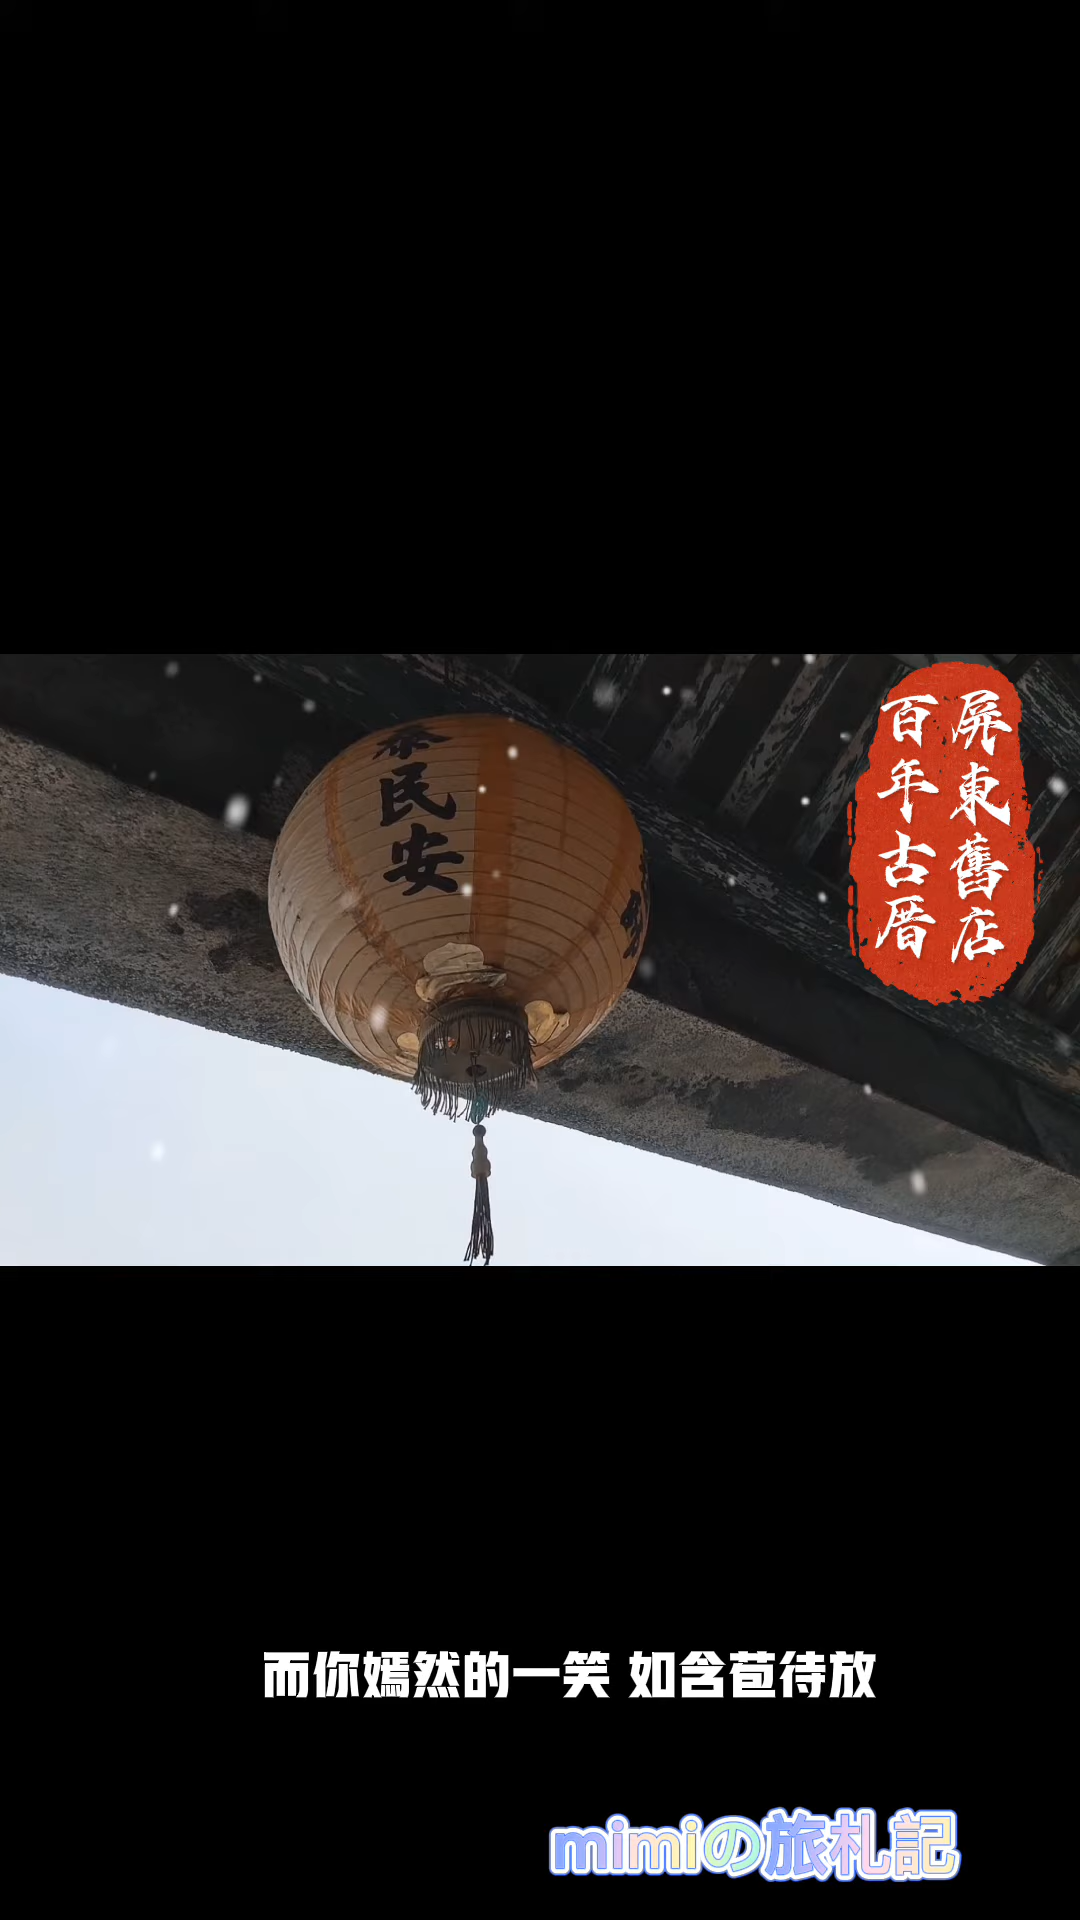 泰民安
屏東舊店
百年古厝
而你嫣然的一笑 如含苞待放
mimiの旅札記